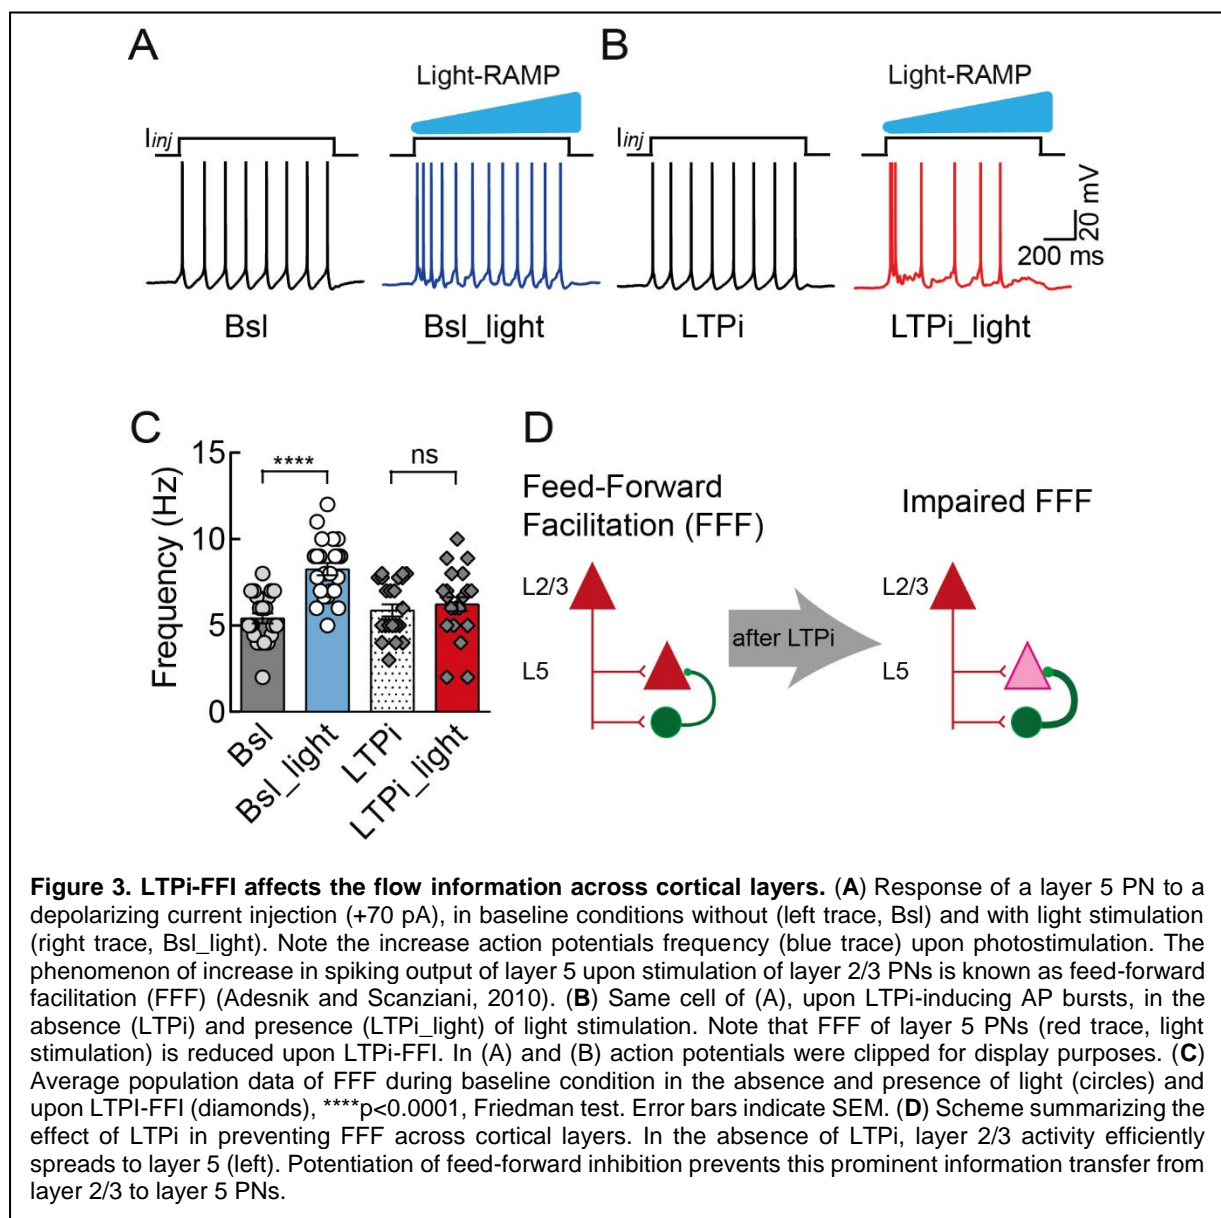 A
B
Light-RAMP
Light-RAMP
Iinj
Iinj
20 mV
200 ms
Bsl
Bsl_light
LTPi
LTPi_light
C
D
15
10
5
0
Frequency (Hz)
****
ns
Bsl
Bsl_light
LTPi
LTPi_light
Feed-Forward
Facilitation (FFF)
Impaired FFF
L2/3
L2/3
after LTPi
L5
L5
Figure 3. LTPi-FFI affects the flow information across cortical layers. (A) Response of a layer 5 PN to a
depolarizing current injection (+70 pA), in baseline conditions without (left trace, Bsl) and with light stimulation
(right trace, Bsl_light). Note the increase action potentials frequency (blue trace) upon photostimulation. The
phenomenon of increase in spiking output of layer 5 upon stimulation of layer 2/3 PNs is known as feed-forward
facilitation (FFF) (Adesnik and Scanziani, 2010). (B) Same cell of (A), upon LTPi-inducing AP bursts, in the
absence (LTPi) and presence (LTPi_light) of light stimulation. Note that FFF of layer 5 PNs (red trace, light
stimulation) is reduced upon LTPi-FFI. In (A) and (B) action potentials were clipped for display purposes. (C)
Average population data of FFF during baseline condition in the absence and presence of light (circles) and
upon LTPI-FFI (diamonds), ****p<0.0001, Friedman test. Error bars indicate SEM. (D) Scheme summarizing the
effect of LTPi in preventing FFF across cortical layers. In the absence of LTPi, layer 2/3 activity efficiently
spreads to layer 5 (left). Potentiation of feed-forward inhibition prevents this prominent information transfer from
layer 2/3 to layer 5 PNs.